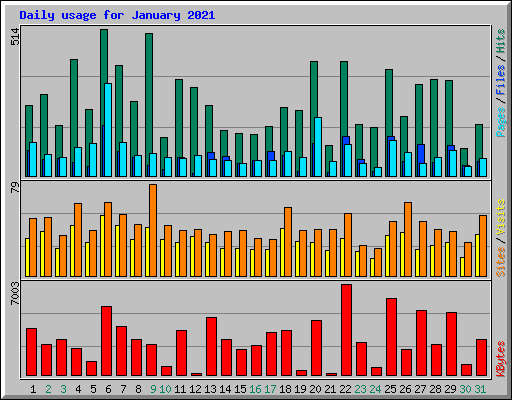 Daily usage for January 2021
514
Pages / Files / Hits
79
Sites / Visits
7003
KBytes
1 2 3 4 5 6 7 8 9 10 11 12 13 14 15 16 17 18 19 20 21 22 23 24 25 26 27 28 29 30 31